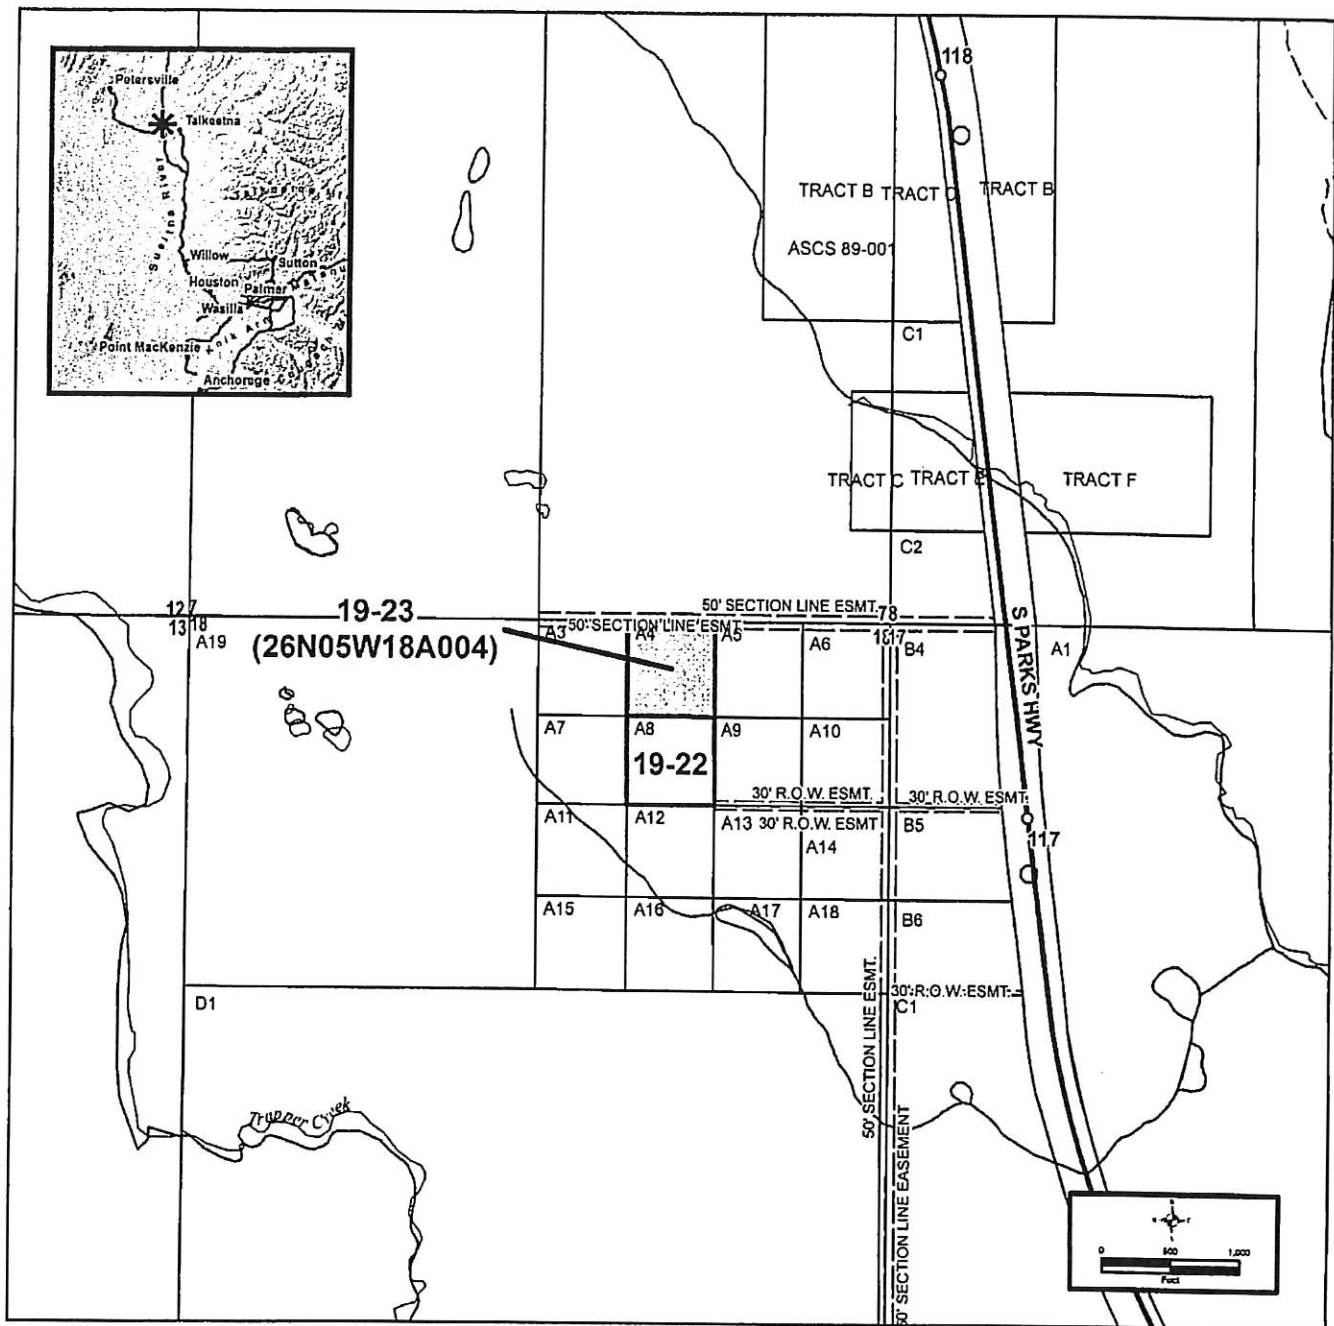 Petersville
Talkeetna
Susitna River
Willow
Sutton
Houston
Palmer
Wasilla
Knik Arm
Point MacKenzie
Anchorage
118
TRACT B
TRACT
TRACT B
ASCS 89-001
C1
TRACT C
TRACT
TRACT F
C2
12
7
13
18
A19
19-23
(26N05W18A004)
50' SECTION LINE ESMT.
50' SECTION LINE ESMT
7
8
18
17
A3
A4
A5
A6
B4
A1
S PARKS HWY
A7
A8
A9
A10
19-22
30' R.O.W. ESMT.
30' R.O.W. ESMT.
A11
A12
A13
30' R.O.W. ESMT
B5
A14
117
A15
A16
A17
A18
B6
D1
30' R.O.W. ESMT.
C1
50' SECTION LINE ESMT.
SECTION LINE EASEMENT
Trapper Creek
0
500
1,000
Feet